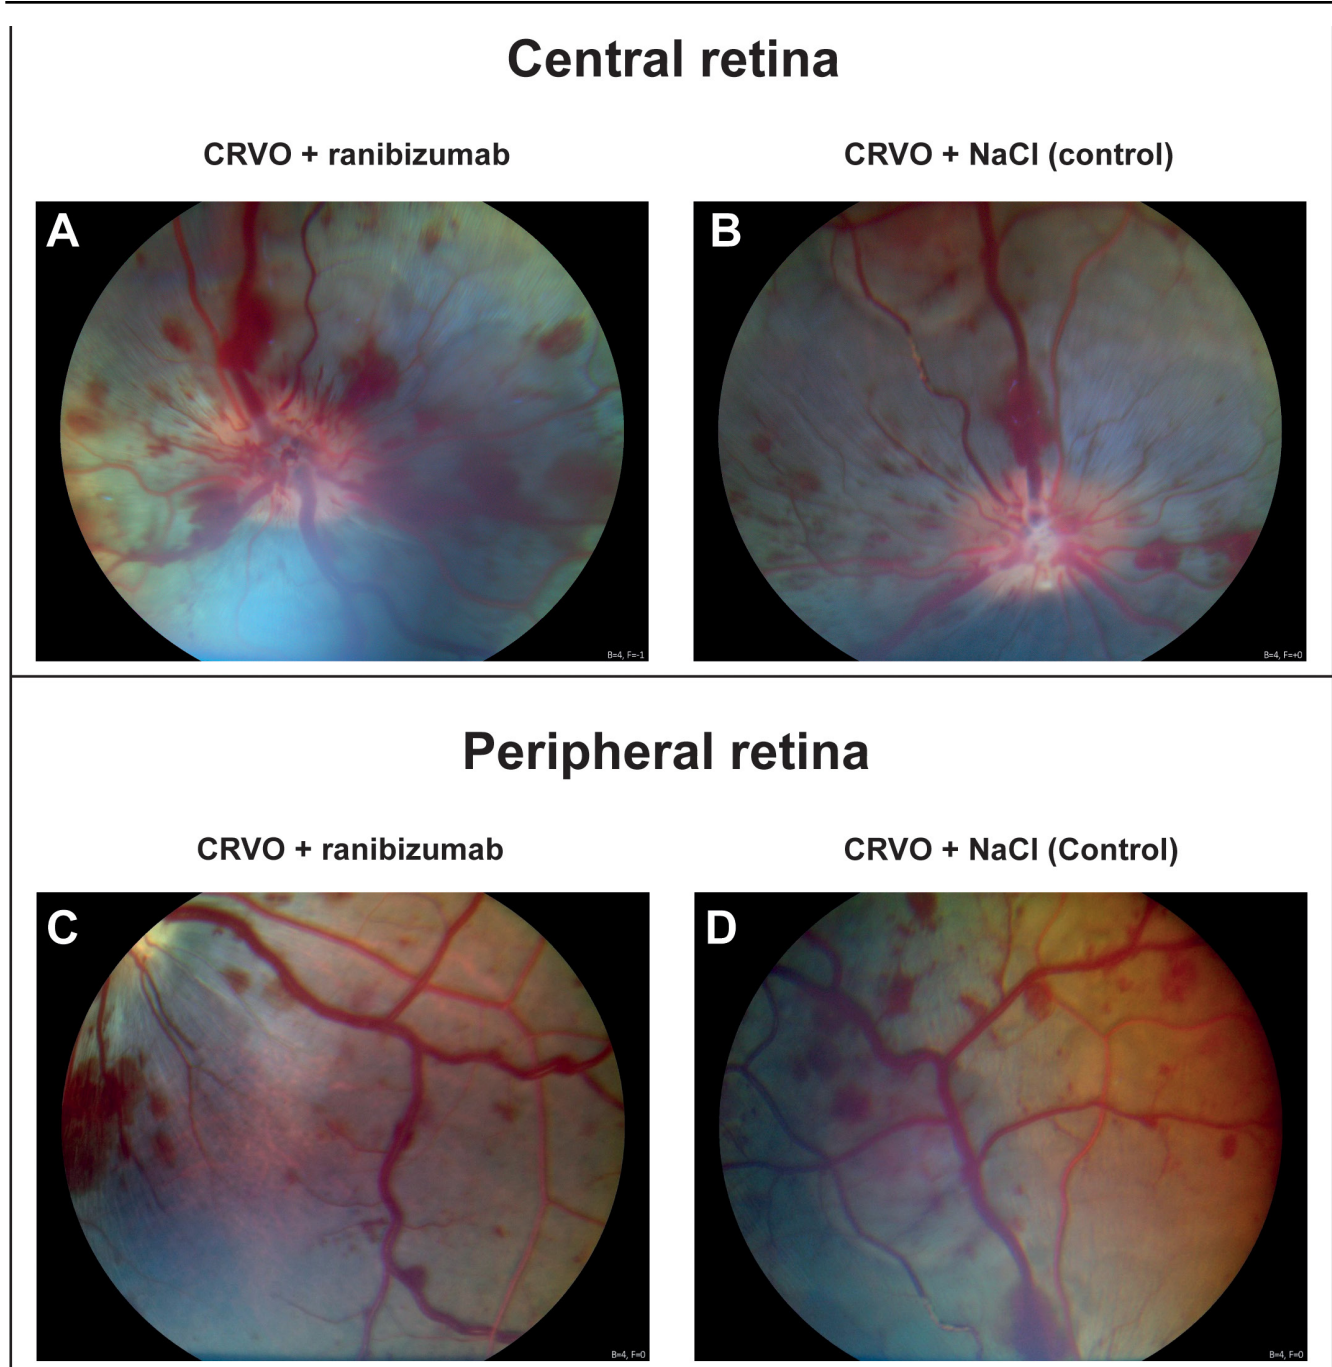 Central retina
CRVO + ranibizumab
CRVO + NaCl (control)
A
B
B=4, F=-1
B=4, F=+0
Peripheral retina
CRVO + ranibizumab
CRVO + NaCl (Control)
C
D
B=4, F=0
B=4, F=0